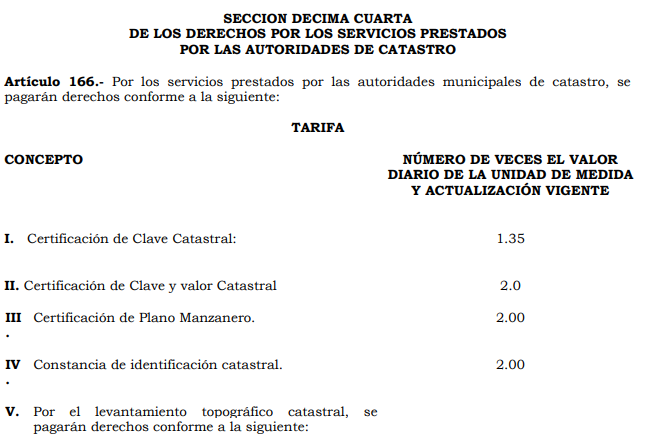 SECCION DECIMA CUARTA
DE LOS DERECHOS POR LOS SERVICIOS PRESTADOS
POR LAS AUTORIDADES DE CATASTRO
Artículo 166.- Por los servicios prestados por las autoridades municipales de catastro, se
pagarán derechos conforme a la siguiente:
TARIFA
CONCEPTO NÚMERO DE VECES EL VALOR
DIARIO DE LA UNIDAD DE MEDIDA
Y ACTUALIZACIÓN VIGENTE
I. Certificación de Clave Catastral: 1.35
II. Certificación de Clave y valor Catastral 2.0
III Certificación de Plano Manzanero. 2.00
.
IV Constancia de identificación catastral. 2.00
.
V. Por el levantamiento topográfico catastral, se
pagarán derechos conforme a la siguiente: